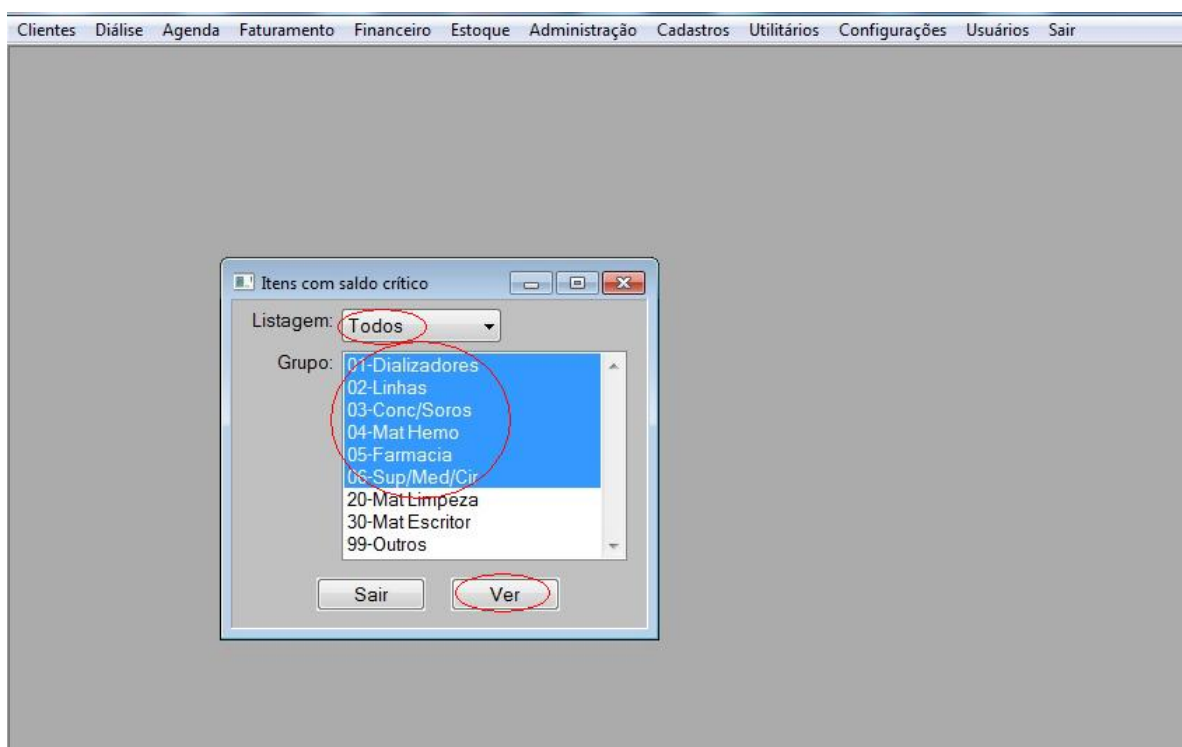 Clientes Diálise Agenda Faturamento Financeiro Estoque Administração Cadastros Utilitários Configurações Usuários Sair
Itens com saldo crítico
Listagem: Todos
Grupo: 01-Dializadores
02-Linhas
03-Conc/Soros
04-Mat Hemo
05-Farmacia
06-Sup/Med/Cir
20-Mat Limpeza
30-Mat Escritor
99-Outros
Sair Ver